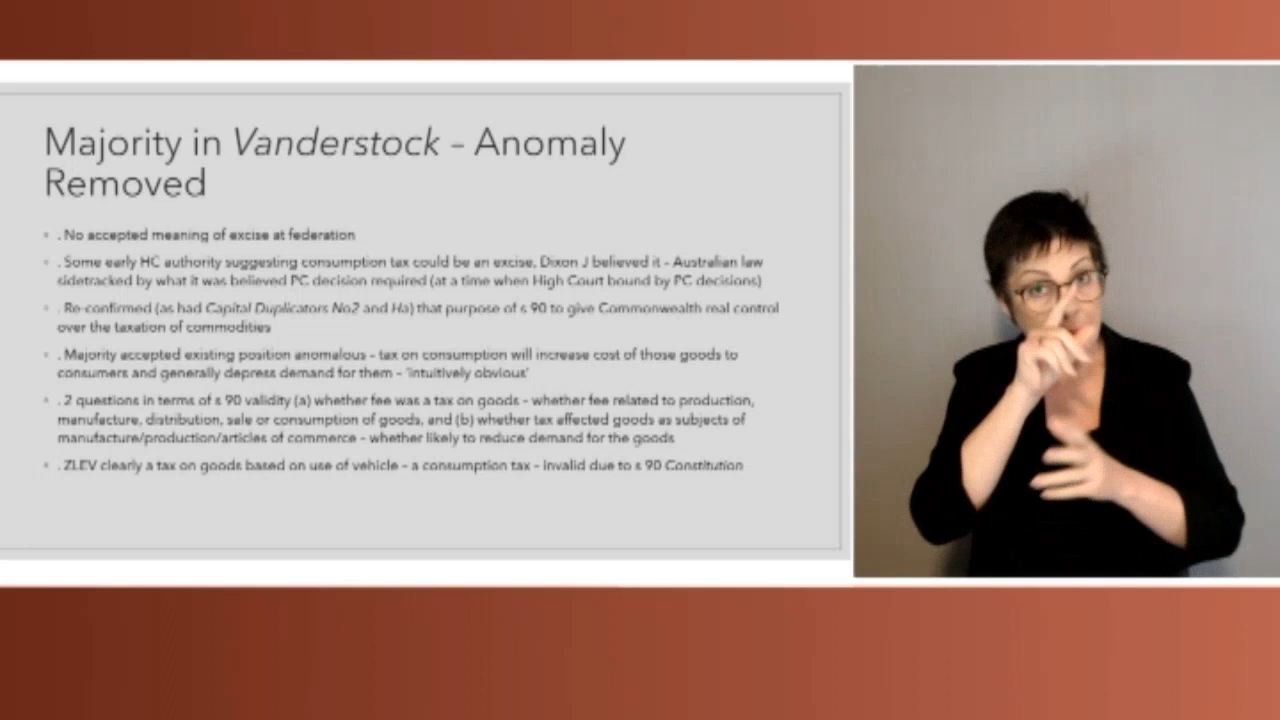 Majority in Vanderstock – Anomaly
Removed
. No accepted meaning of excise at federation
. Some early HC authority suggesting consumption tax could be an excise. Dixon J believed it – Australian law
sidetracked by what it was believed PC decision required (at a time when High Court bound by PC decisions)
. Re-confirmed (as had Capital Duplicators No2 and Ha) that purpose of s 90 to give Commonwealth real control
over the taxation of commodities
. Majority accepted existing position anomalous – tax on consumption will increase cost of those goods to
consumers and generally depress demand for them – 'intuitively obvious'
. 2 questions in terms of s 90 validity (a) whether fee was a tax on goods – whether fee related to production,
manufacture, distribution, sale or consumption of goods, and (b) whether tax affected goods as subjects of
manufacture/production/articles of commerce – whether likely to reduce demand for the goods
. ZLEV clearly a tax on goods based on use of vehicle – a consumption tax – invalid due to s 90 Constitution